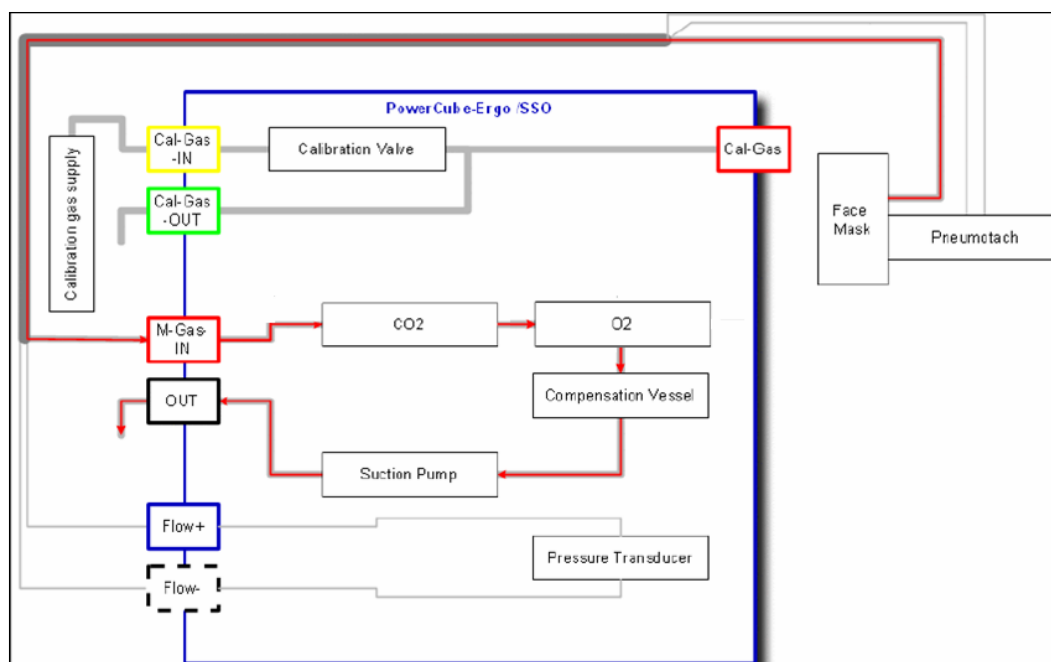 PowerCube-Ergo /SSO
Cal-Gas
-IN
Calibration Valve
Cal-Gas
Calibration gas supply
Cal-Gas
-OUT
Face
Mask
Pneumotach
M-Gas-
IN
CO2
O2
OUT
Compensation Vessel
Suction Pump
Flow+
Pressure Transducer
Flow-